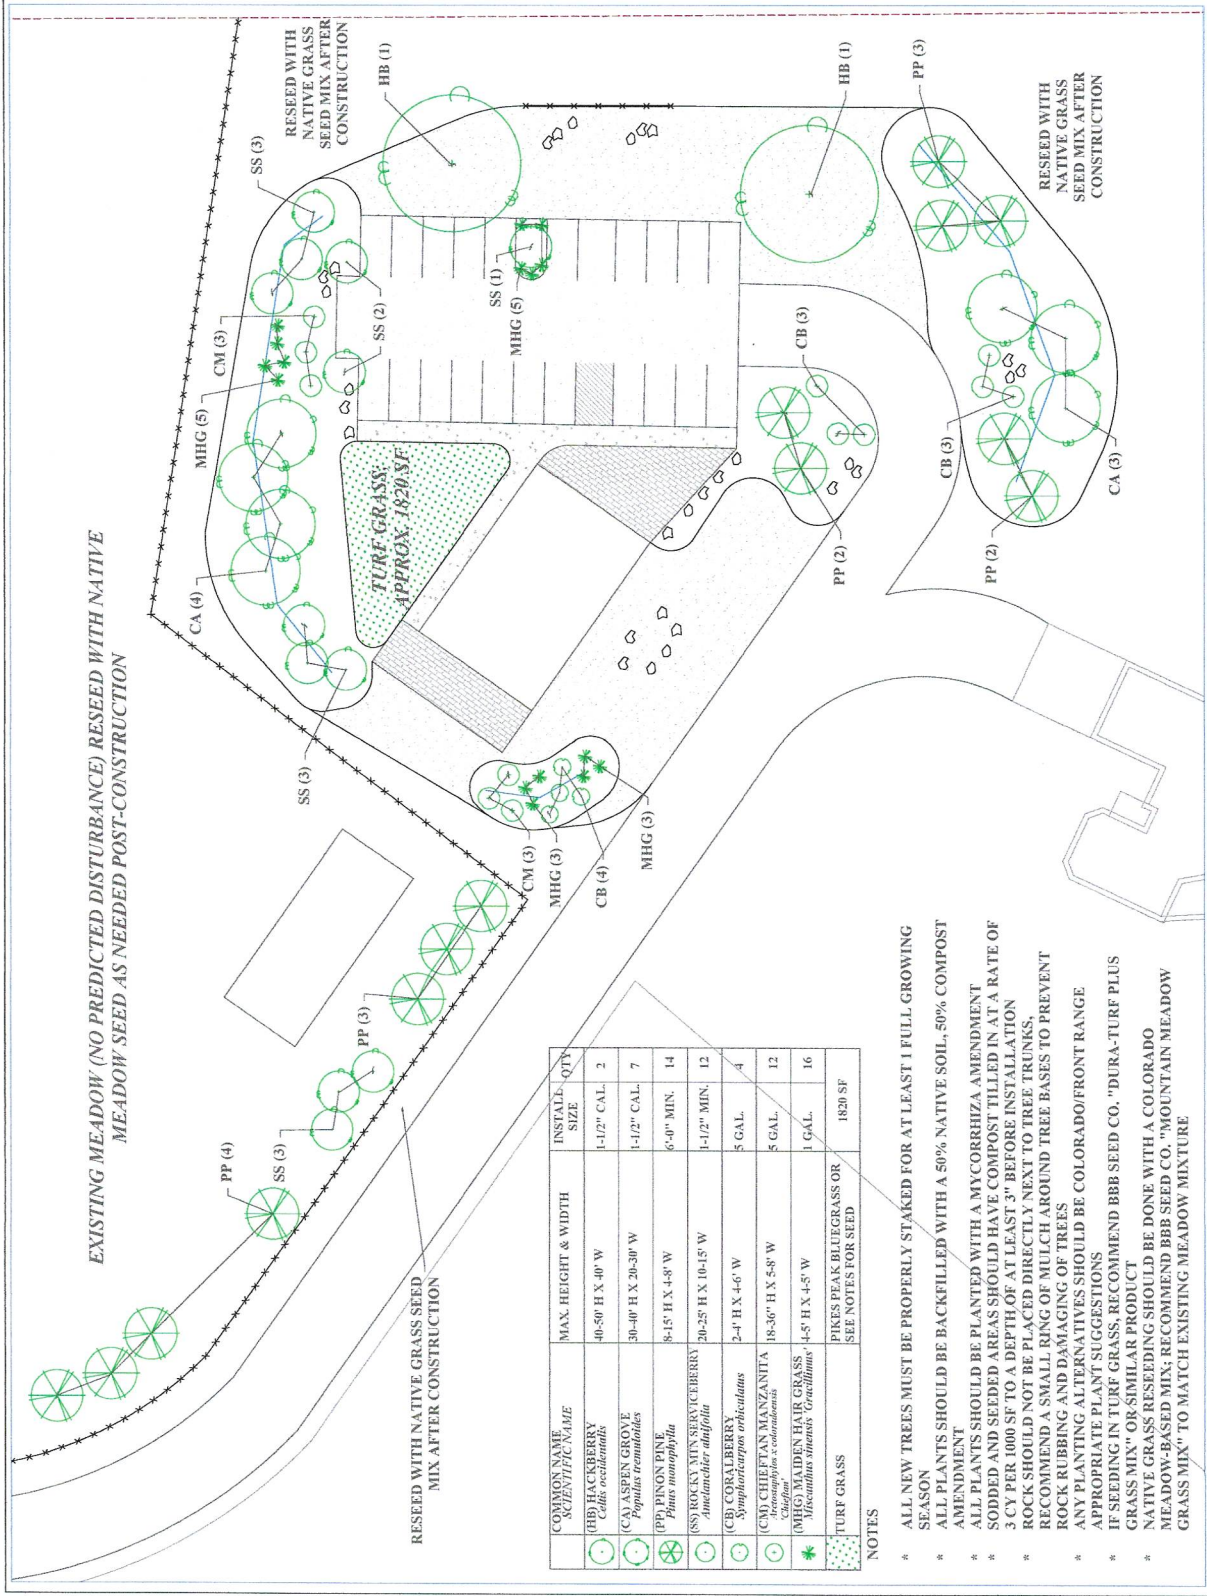 EXISTING MEADOW (NO PREDICTED DISTURBANCE) RESEED WITH NATIVE
MEADOW SEED AS NEEDED POST-CONSTRUCTION
RESEED WITH
NATIVE GRASS
SEED MIX AFTER
CONSTRUCTION
SS (3)
HB (1)
CM (3)
MHG (5)
SS (2)
SS (1)
MHG (5)
HB (1)
PP (3)
CB (3)
RESEED WITH
NATIVE GRASS
SEED MIX AFTER
CONSTRUCTION
CA (4)
TURF GRASS,
APPROX. 1820 SF
PP (2)
CB (3)
PP (2)
CA (3)
SS (3)
CM (3)
MHG (3)
CB (4)
MHG (3)
PP (3)
PP (4)
SS (3)
RESEED WITH NATIVE GRASS SEED
MIX AFTER CONSTRUCTION
COMMON NAME
SCIENTIFIC NAME
MAX. HEIGHT & WIDTH
INSTALL
SIZE
QTY
(HB) HACKBERRY
Celtis occidentalis
40-50' H X 40' W
1-1/2" CAL.
2
(CA) ASPEN GROVE
Populus tremuloides
30-40' H X 20-30' W
1-1/2" CAL.
7
(PP) PINON PINE
Pinus monophylla
8-15' H X 4-8' W
6'-0" MIN.
14
(SS) ROCKY MTN SERVICEBERRY
Amelanchier alnifolia
20-25' H X 10-15' W
1-1/2" MIN.
12
(CB) CORALBERRY
Symphoricarpos orbiculatus
2-4' H X 4-6' W
5 GAL.
4
(CM) CHIEFTAN MANZANITA
Arctostaphylos x coloradoensis
'Chieftan'
18-36" H X 5-8' W
5 GAL.
12
(MHG) MAIDEN HAIR GRASS
Miscanthus sinensis 'Gracillimus'
4-5' H X 4-5' W
1 GAL.
16
TURF GRASS
PIKES PEAK BLUEGRASS OR
SEE NOTES FOR SEED
1820 SF
NOTES
* ALL NEW TREES MUST BE PROPERLY STAKED FOR AT LEAST 1 FULL GROWING
SEASON
* ALL PLANTS SHOULD BE BACKFILLED WITH A 50% NATIVE SOIL, 50% COMPOST
AMENDMENT
* ALL PLANTS SHOULD BE PLANTED WITH A MYCORRHIZA AMENDMENT
* SODDED AND SEEDED AREAS SHOULD HAVE COMPOST TILLED IN AT A RATE OF
3 CY PER 1000 SF TO A DEPTH OF AT LEAST 3" BEFORE INSTALLATION
* ROCK SHOULD NOT BE PLACED DIRECTLY NEXT TO TREE TRUNKS,
RECOMMEND A SMALL RING OF MULCH AROUND TREE BASES TO PREVENT
ROCK RUBBING AND DAMAGING OF TREES
* ANY PLANTING ALTERNATIVES SHOULD BE COLORADO/FRONT RANGE
APPROPRIATE PLANT SUGGESTIONS
* IF SEEDING IN TURF GRASS, RECOMMEND BBB SEED CO. "DURA-TURF PLUS
GRASS MIX" OR SIMILAR PRODUCT
* NATIVE GRASS RESEEDING SHOULD BE DONE WITH A COLORADO
MEADOW-BASED MIX; RECOMMEND BBB SEED CO. "MOUNTAIN MEADOW
GRASS MIX" TO MATCH EXISTING MEADOW MIXTURE